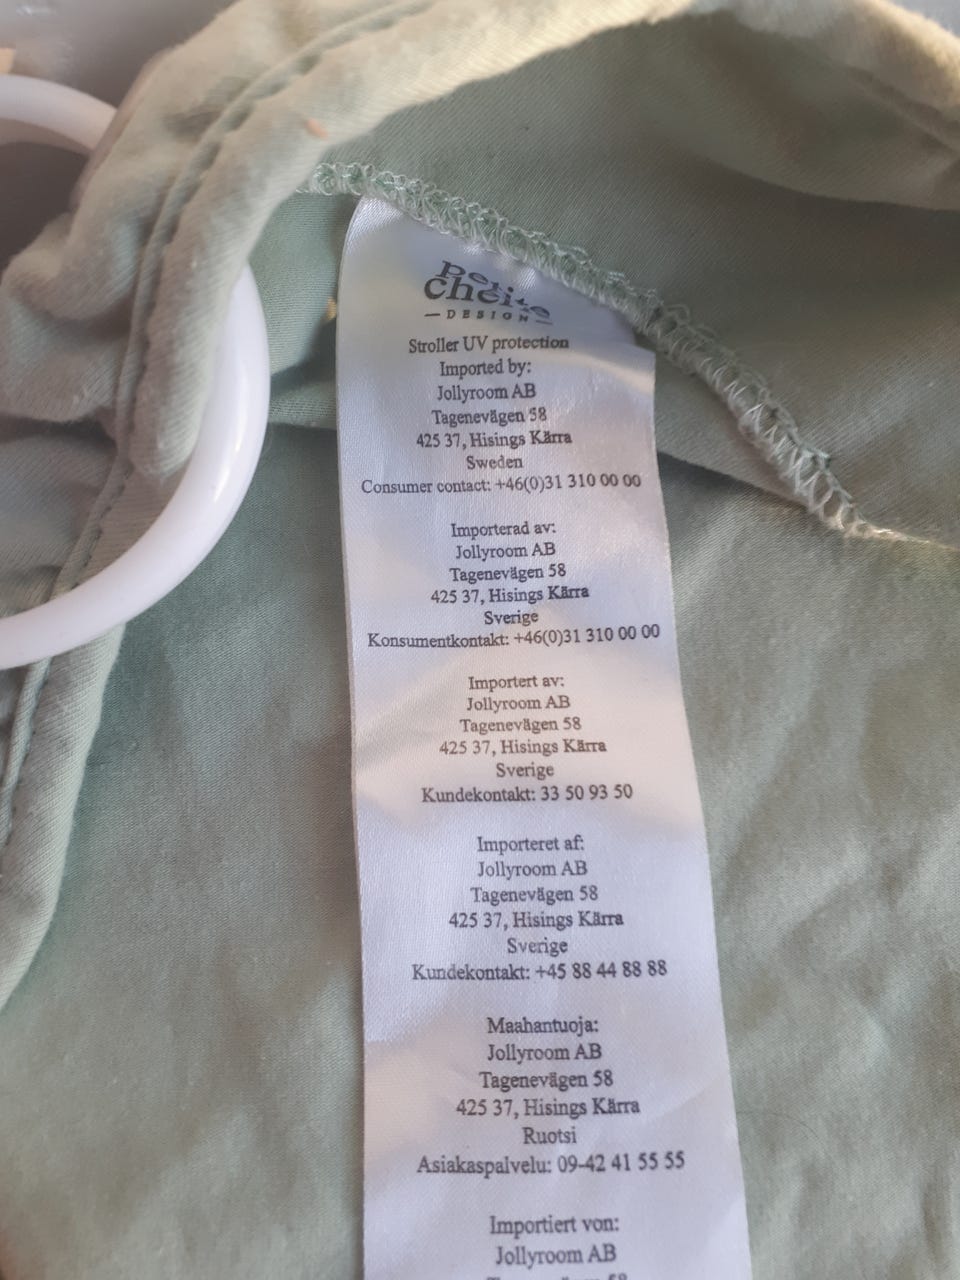 petite
chérie
—DESIGN—
Stroller UV protection
Imported by:
Jollyroom AB
Tagenevägen 58
425 37, Hisings Kärra
Sweden
Consumer contact: +46(0)31 310 00 00
Importerad av:
Jollyroom AB
Tagenevägen 58
425 37, Hisings Kärra
Sverige
Konsumentkontakt: +46(0)31 310 00 00
Importert av:
Jollyroom AB
Tagenevägen 58
425 37, Hisings Kärra
Sverige
Kundekontakt: 33 50 93 50
Importeret af:
Jollyroom AB
Tagenevägen 58
425 37, Hisings Kärra
Sverige
Kundekontakt: +45 88 44 88 88
Maahantuoja:
Jollyroom AB
Tagenevägen 58
425 37, Hisings Kärra
Ruotsi
Asiakaspalvelu: 09-42 41 55 55
Importiert von:
Jollyroom AB